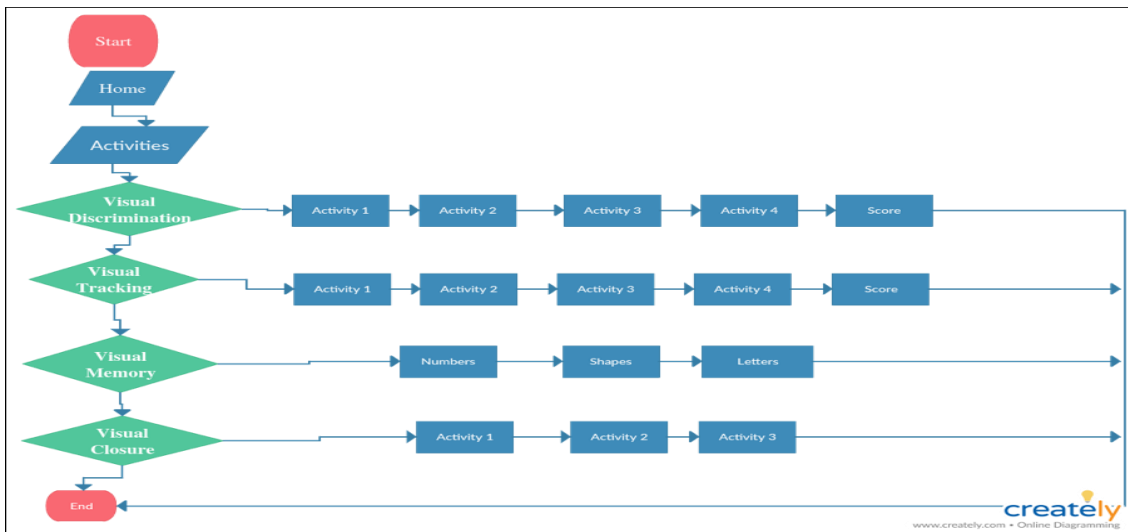 Start
Home
Activities
Visual
Discrimination
Activity 1
Activity 2
Activity 3
Activity 4
Score
Visual
Tracking
Activity 1
Activity 2
Activity 3
Activity 4
Score
Visual
Memory
Numbers
Shapes
Letters
Visual
Closure
Activity 1
Activity 2
Activity 3
End
creately
www.creately.com • Online Diagramming